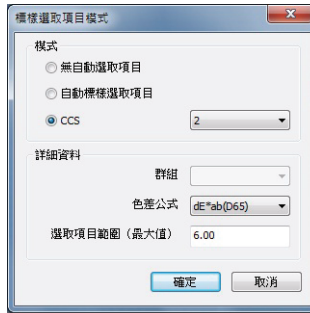 標樣選取項目模式
模式
無自動選取項目
自動標樣選取項目
CCS 2
詳細資料
群組
色差公式 dE*ab(D65)
選取項目範圍（最大值） 6.00
確定 取消